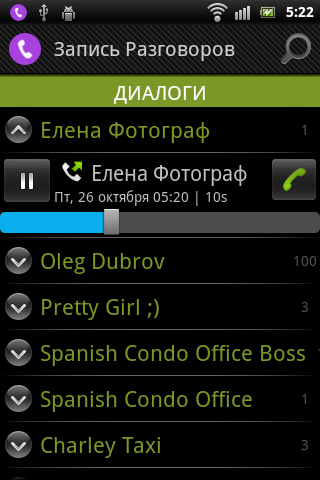 5:22
Запись Разговоров
ДИАЛОГИ
Елена Фотограф 1
Елена Фотограф
Пт, 26 октября 05:20 | 10s
Oleg Dubrov 100
Pretty Girl ;) 3
Spanish Condo Office Boss
Spanish Condo Office 1
Charley Taxi 3